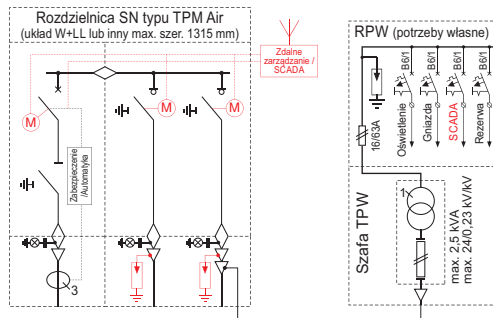 Rozdzielnica SN typu TPM Air
(układ W+LL lub inny max. szer. 1315 mm)
Zdalne
zarządzanie /
SCADA
M
M
M
Zabezpieczenie
/Automatyka
3
RPW (potrzeby własne)
B6/1
B6/1
B6/1
B6/1
16/63A
Oświetlenie
Gniazda
SCADA
Rezerwa
Szafa TPW
1
max. 2,5 kVA
max. 24/0,23 kV/kV